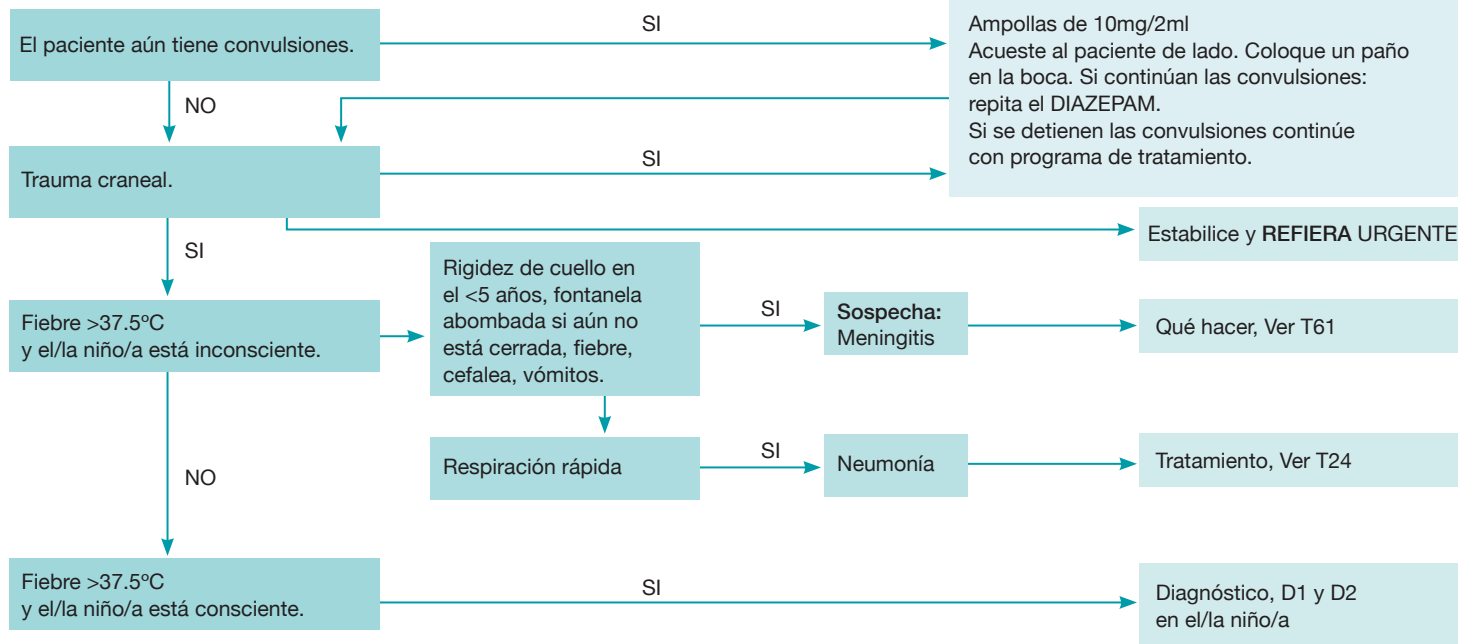 El paciente aún tiene convulsiones.
SI
Ampollas de 10mg/2ml
Acueste al paciente de lado. Coloque un paño
en la boca. Si continúan las convulsiones:
repita el DIAZEPAM.
Si se detienen las convulsiones continúe
con programa de tratamiento.
NO
Trauma craneal.
SI
Estabilice y REFIERA URGENTE
SI
Fiebre >37.5ºC
y el/la niño/a está inconsciente.
Rigidez de cuello en
el <5 años, fontanela
abombada si aún no
está cerrada, fiebre,
cefalea, vómitos.
SI
Sospecha:
Meningitis
Qué hacer, Ver T61
Respiración rápida
SI
Neumonía
Tratamiento, Ver T24
NO
Fiebre >37.5ºC
y el/la niño/a está consciente.
SI
Diagnóstico, D1 y D2
en el/la niño/a